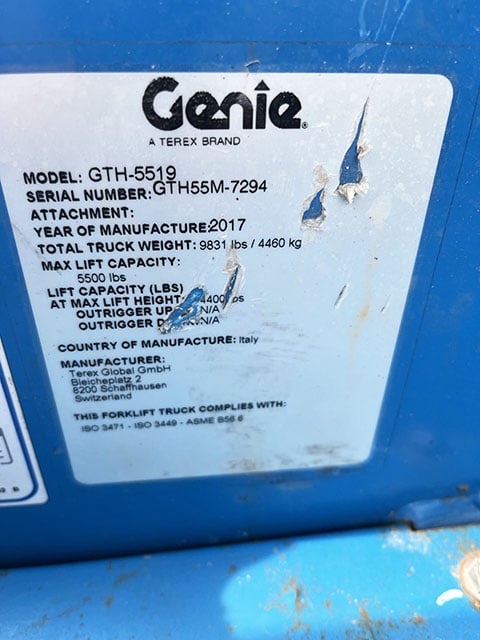 Genie
A TEREX BRAND
MODEL: GTH-5519
SERIAL NUMBER: GTH55M-7294
ATTACHMENT:
YEAR OF MANUFACTURE: 2017
TOTAL TRUCK WEIGHT: 9831 lbs / 4460 kg
MAX LIFT CAPACITY:
5500 lbs
LIFT CAPACITY (LBS)
AT MAX LIFT HEIGHT: 4400
OUTRIGGER UP N/A
OUTRIGGER N/A
COUNTRY OF MANUFACTURE: Italy
MANUFACTURER:
Terex Global GmbH
Bleicheplatz 2
8200 Schaffhausen
Switzerland
THIS FORKLIFT TRUCK COMPLIES WITH:
ISO 3471 - ISO 3449 - ASME B56.6